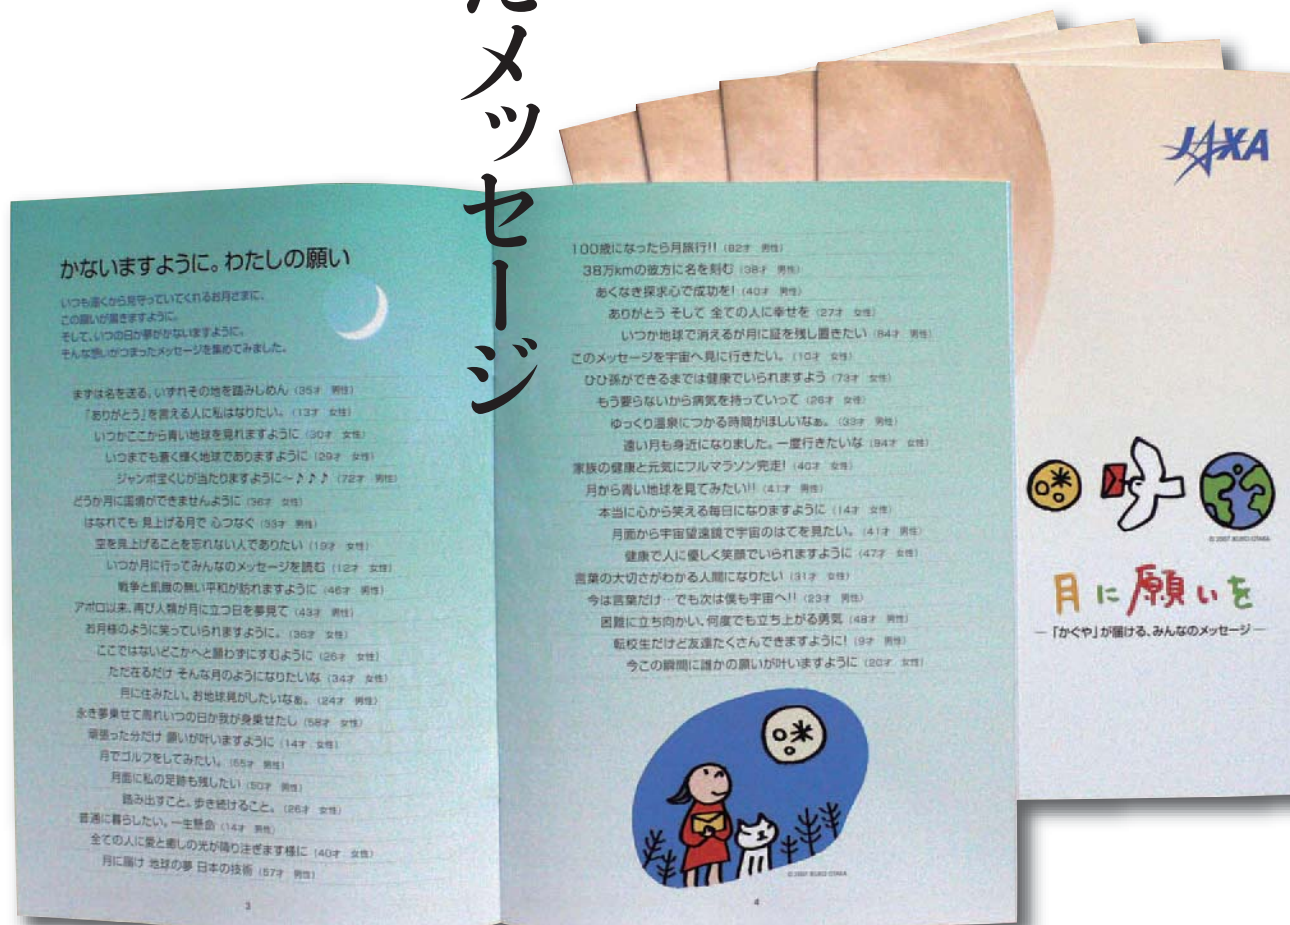 たメッセージ
JAXA
© 2007 BUKO OTAKA
月に願いを
─「かぐや」が届ける、みんなのメッセージ─
かないますように。わたしの願い
いつも遠くから見守っていてくれるお月さまに、
この願いが届きますように。
そして、いつの日か夢がかないますように。
そんな想いがつまったメッセージを集めてみました。
まずは名を送る、いずれその地を踏みしめん（35才　男性）
「ありがとう」を言える人に私はなりたい。（13才　女性）
いつかここから青い地球を見れますように（30才　女性）
いつまでも蒼く輝く地球でありますように（29才　女性）
ジャンボ宝くじが当たりますように～♪♪♪（72才　男性）
どうか月に国境ができませんように（36才　女性）
はなれても 見上げる月で 心つなぐ（33才　男性）
空を見上げることを忘れない人でありたい（19才　女性）
いつか月に行ってみんなのメッセージを読む（12才　女性）
戦争と飢餓の無い平和が訪れますように（46才　男性）
アポロ以来、再び人類が月に立つ日を夢見て（43才　男性）
お月様のように笑っていられますように。（36才　女性）
ここではないどこかへと願わずにすむように（26才　女性）
ただ在るだけ そんな月のようになりたいな（34才　女性）
月に住みたい。お地球見がしたいなぁ。（24才　男性）
永き夢乗せて周れいつの日か我が身乗せたし（58才　女性）
頑張った分だけ 願いが叶いますように（14才　女性）
月でゴルフをしてみたい。（55才　男性）
月面に私の足跡も残したい（50才　男性）
踏み出すこと。歩き続けること。（26才　女性）
普通に暮らしたい。一生懸命（14才　男性）
全ての人に愛と癒しの光が降り注ぎます様に（40才　女性）
月に届け 地球の夢 日本の技術（57才　男性）
3
100歳になったら月旅行!!（82才　男性）
38万kmの彼方に名を刻む（38才　男性）
あくなき探求心で成功を!（40才　男性）
ありがとう そして 全ての人に幸せを（27才　女性）
いつか地球で消えるが月に証を残し置きたい（84才　男性）
このメッセージを宇宙へ見に行きたい。（10才　女性）
ひひ孫ができるまでは健康でいられますよう（73才　女性）
もう要らないから病気を持っていって（26才　女性）
ゆっくり温泉につかる時間がほしいなぁ。（33才　男性）
遠い月も身近になりました。一度行きたいな（94才　女性）
家族の健康と元気にフルマラソン完走!（40才　女性）
月から青い地球を見てみたい!!（41才　男性）
本当に心から笑える毎日になりますように（14才　女性）
月面から宇宙望遠鏡で宇宙のはてを見たい。（41才　男性）
健康で人に優しく笑顔でいられますように（47才　女性）
言葉の大切さがわかる人間になりたい（31才　女性）
今は言葉だけ…でも次は僕も宇宙へ!!（23才　男性）
困難に立ち向かい、何度でも立ち上がる勇気（48才　男性）
転校生だけど友達たくさんできますように!（9才　男性）
今この瞬間に誰かの願いが叶いますように（20才　女性）
© 2007 BUKO OTAKA
4